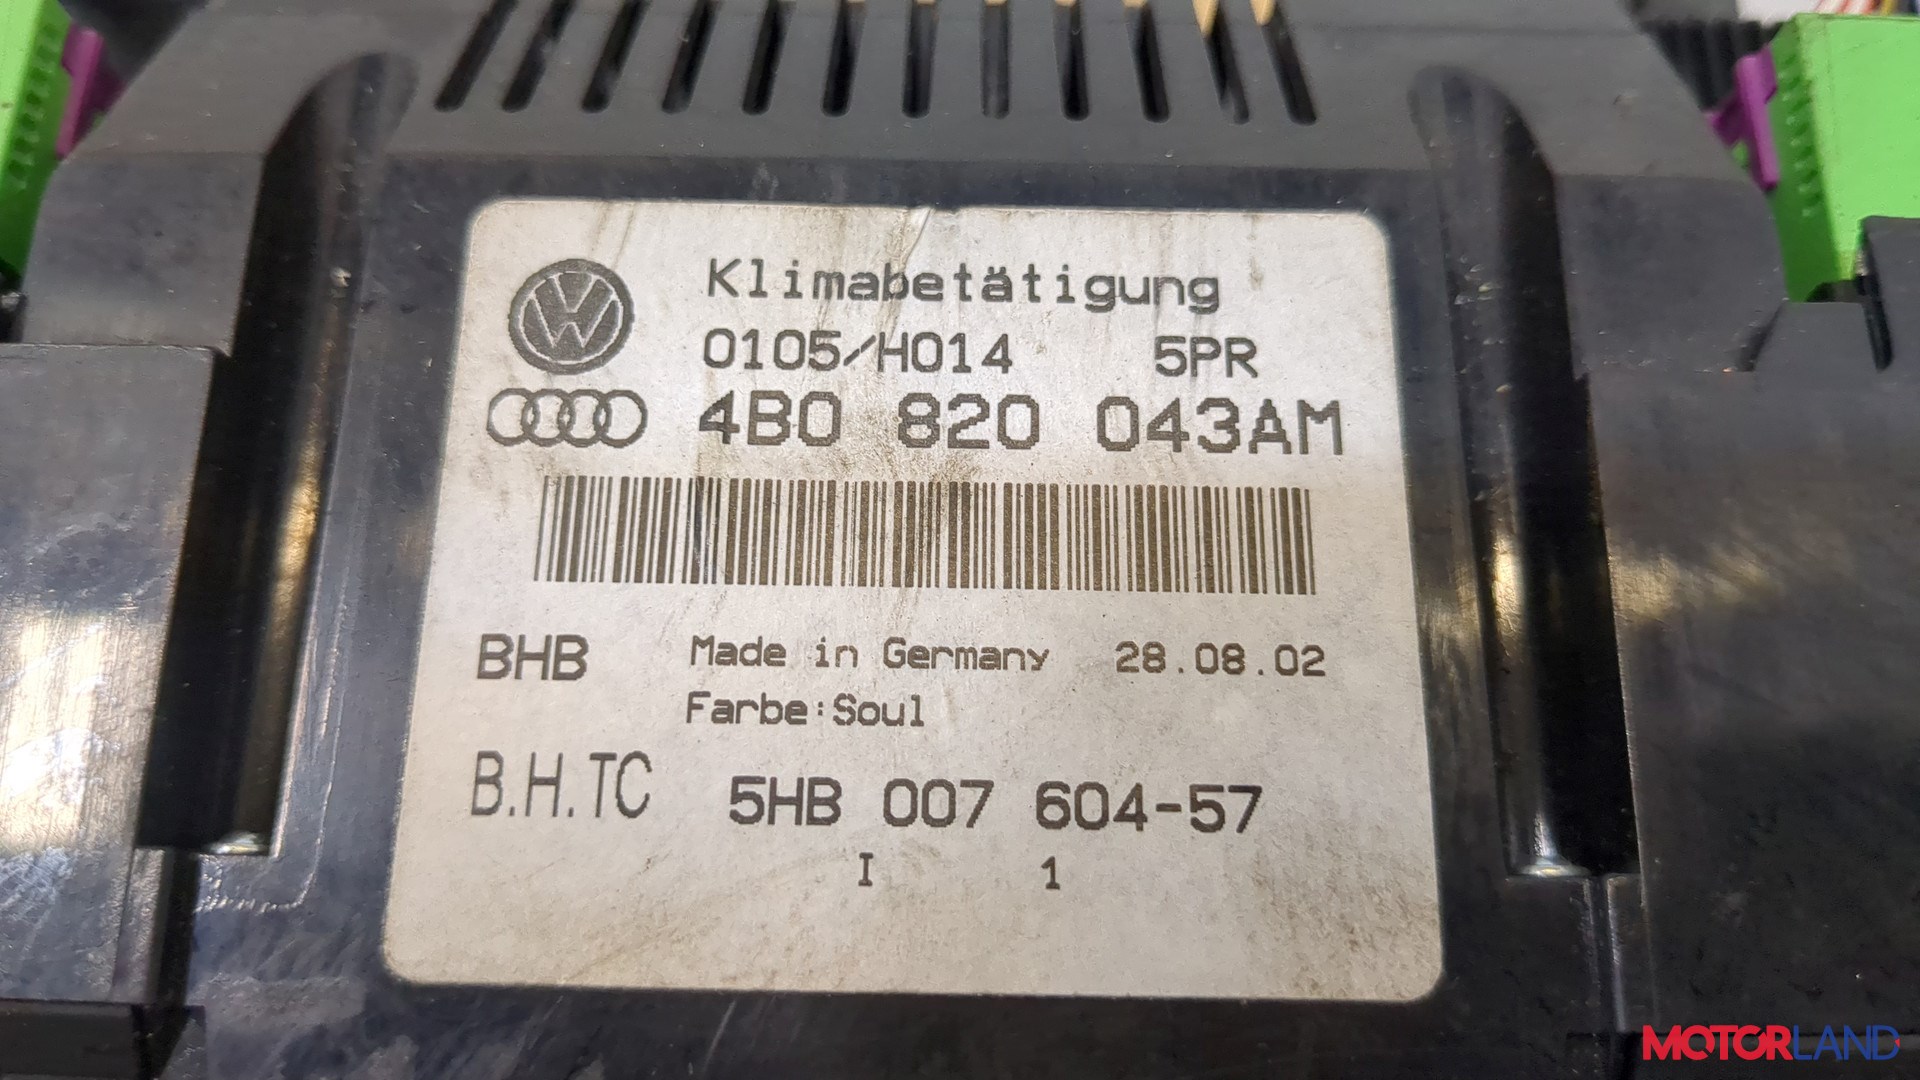 Klimabetätigung
0105/H014 5PR
4B0 820 043AM
BHB Made in Germany 28.08.02
Farbe:Soul
B.H.TC 5HB 007 604-57
I 1
MOTORLAND